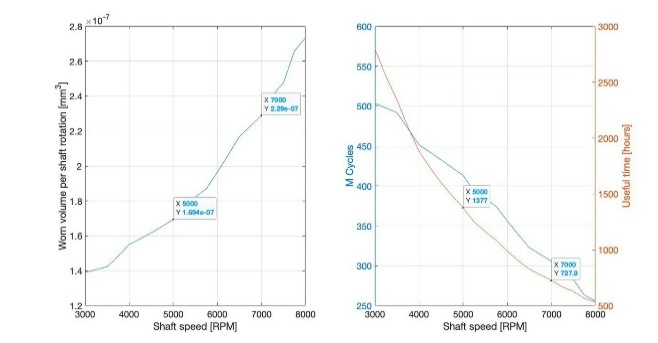 ×10⁻⁷
2.8
2.6
2.4
2.2
2
1.8
1.6
1.4
1.2
Worn volume per shaft rotation [mm³]
X 7000
Y 2.29e-07
X 5000
Y 1.694e-07
3000 4000 5000 6000 7000 8000
Shaft speed [RPM]
600
550
500
450
400
350
300
250
M Cycles
X 5000
Y 1377
X 7000
Y 727.9
3000
2500
2000
1500
1000
500
Useful time [hours]
3000 4000 5000 6000 7000 8000
Shaft speed [RPM]